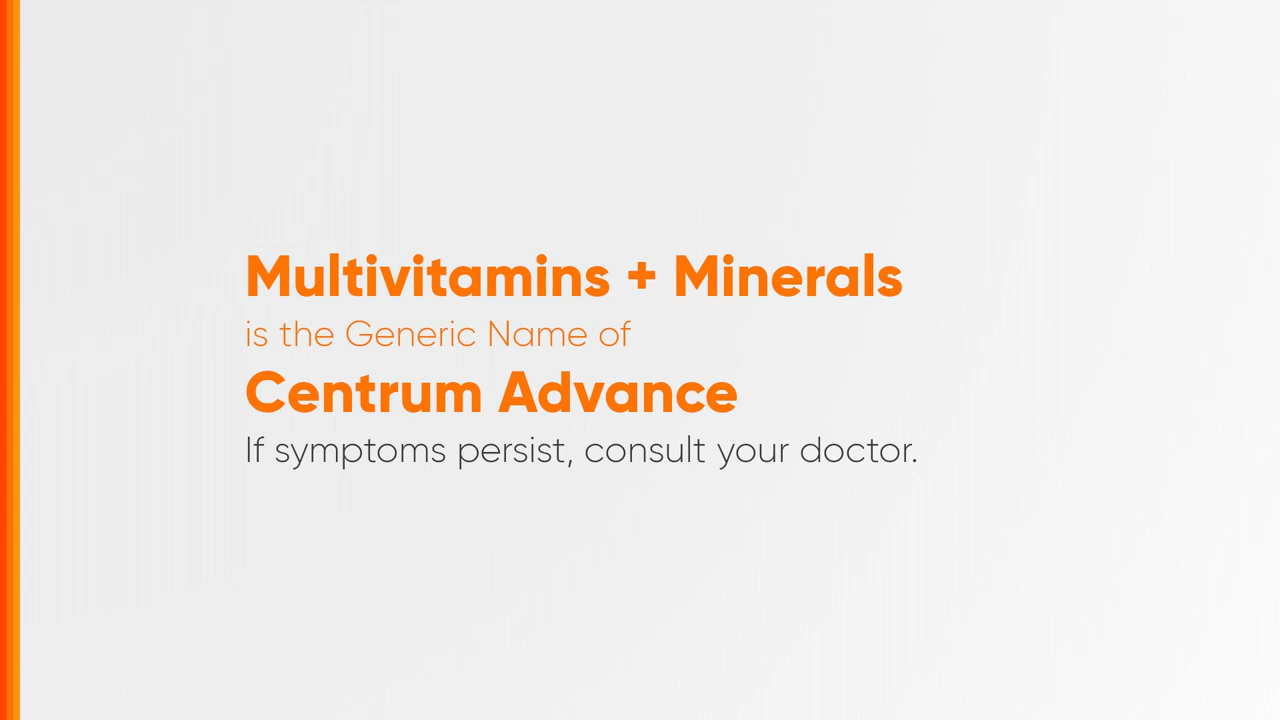 Multivitamins + Minerals
is the Generic Name of
Centrum Advance
If symptoms persist, consult your doctor.